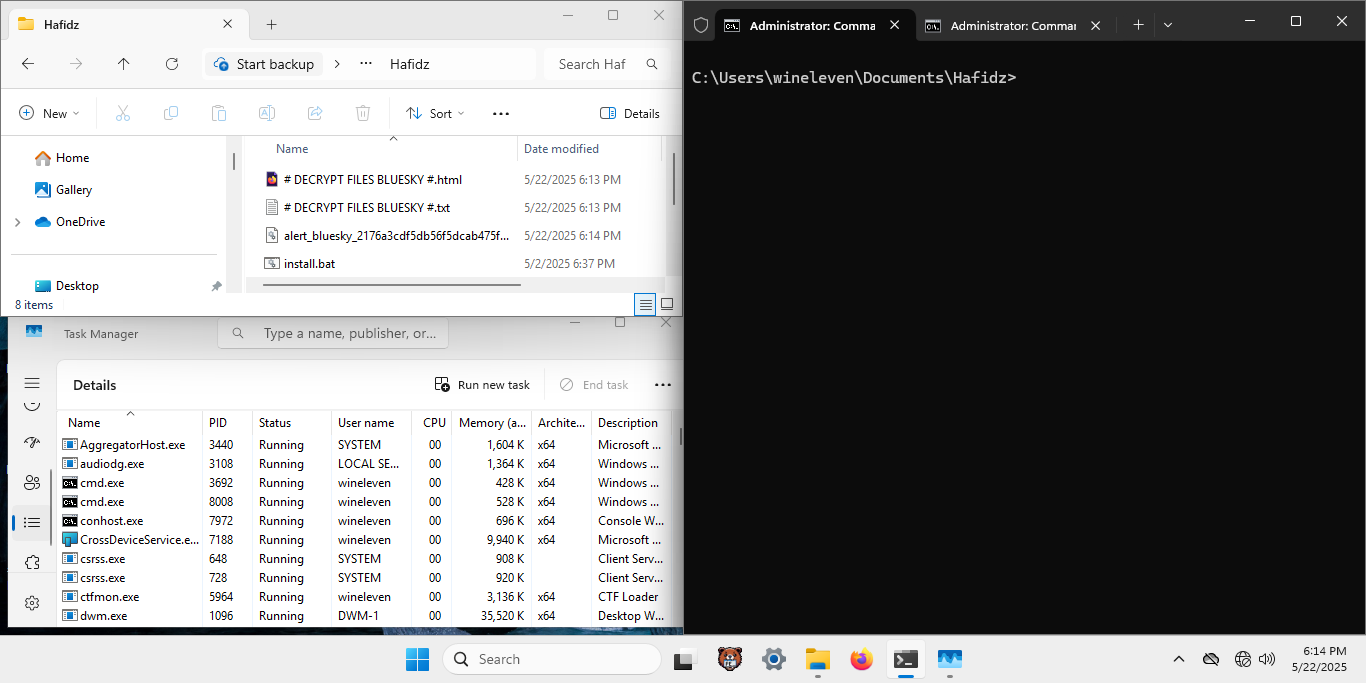 Hafidz
Start backup > ··· Hafidz
Search Haf
New
Sort
Details
Home
Gallery
OneDrive
Desktop
Name Date modified
# DECRYPT FILES BLUESKY #.html 5/22/2025 6:13 PM
# DECRYPT FILES BLUESKY #.txt 5/22/2025 6:13 PM
alert_bluesky_2176a3cdf5db56f5dcab475f... 5/22/2025 6:14 PM
install.bat 5/2/2025 6:37 PM
8 items
Task Manager
Type a name, publisher, or...
Details
Run new task
End task
Name PID Status User name CPU Memory (a... Archite... Description
AggregatorHost.exe 3440 Running SYSTEM 00 1,604 K x64 Microsoft ...
audiodg.exe 3108 Running LOCAL SE... 00 1,364 K x64 Windows ...
cmd.exe 3692 Running wineleven 00 428 K x64 Windows ...
cmd.exe 8008 Running wineleven 00 528 K x64 Windows ...
conhost.exe 7972 Running wineleven 00 696 K x64 Console W...
CrossDeviceService.e... 7188 Running wineleven 00 9,940 K x64 Microsoft ...
csrss.exe 648 Running SYSTEM 00 908 K Client Serv...
csrss.exe 728 Running SYSTEM 00 920 K Client Serv...
ctfmon.exe 5964 Running wineleven 00 3,136 K x64 CTF Loader
dwm.exe 1096 Running DWM-1 00 35,520 K x64 Desktop W...
Administrator: Comma
Administrator: Comma
C:\Users\wineleven\Documents\Hafidz>
Search
6:14 PM
5/22/2025